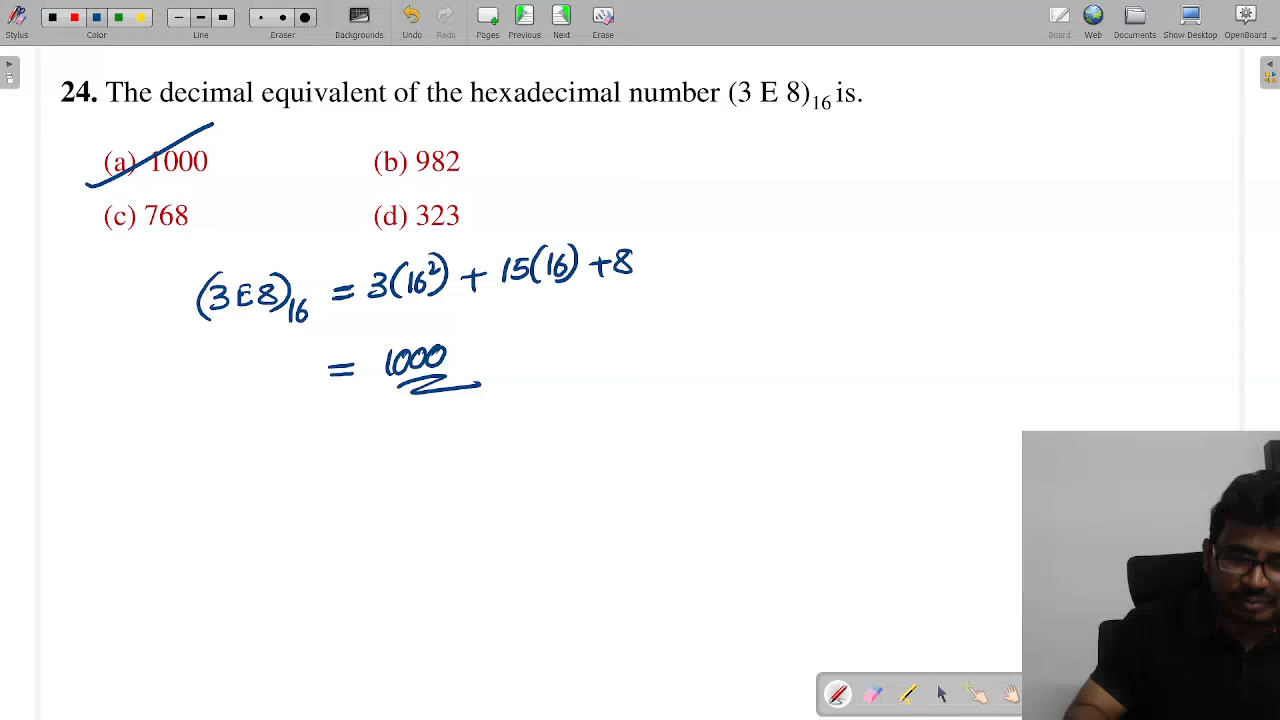 Stylus Color Line Eraser Backgrounds Undo Redo Pages Previous Next Erase Board Web Documents Show Desktop OpenBoard
24. The decimal equivalent of the hexadecimal number (3 E 8)₁₆ is.
(a) 1000 (b) 982
(c) 768 (d) 323
(3E8)₁₆ = 3(16²) + 15(16) + 8
= 1000